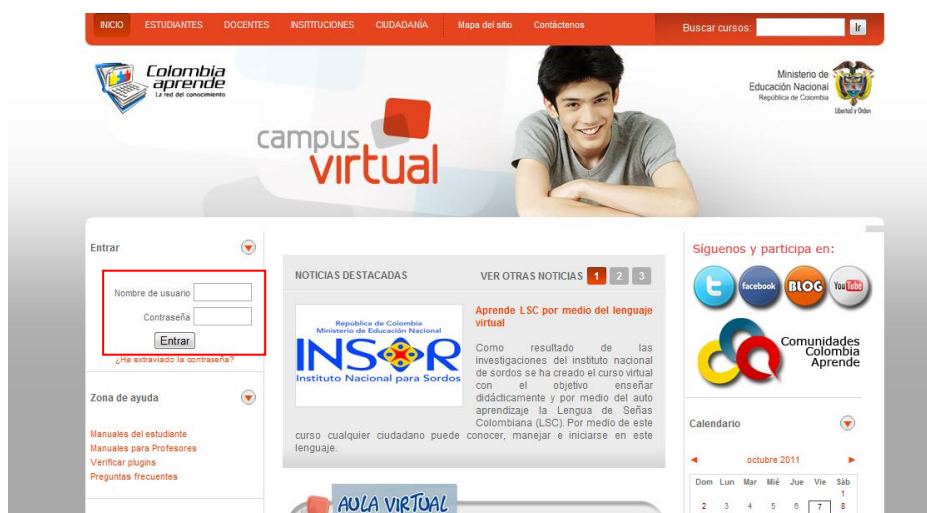 INICIO ESTUDIANTES DOCENTES INSTITUCIONES CIUDADANÍA Mapa del sitio Contáctenos Buscar cursos: Ir
Colombia
aprende
La red del conocimiento
campus
virtual
Ministerio de
Educación Nacional
República de Colombia
Libertad y Orden
Entrar
Nombre de usuario
Contraseña
Entrar
¿Ha extraviado la contraseña?
Zona de ayuda
Manuales del estudiante
Manuales para Profesores
Verificar plugins
Preguntas frecuentes
NOTICIAS DESTACADAS VER OTRAS NOTICIAS 1 2 3
República de Colombia
Ministerio de Educación Nacional
INSOR
Instituto Nacional para Sordos
Aprende LSC por medio del lenguaje
virtual
Como resultado de las
investigaciones del instituto nacional
de sordos se ha creado el curso virtual
con el objetivo enseñar
didácticamente y por medio del auto
aprendizaje la Lengua de Señas
Colombiana (LSC). Por medio de este
curso cualquier ciudadano puede conocer, manejar e iniciarse en este
lenguaje.
AULA VIRTUAL
Síguenos y participa en:
facebook BLOG You Tube
Comunidades
Colombia
Aprende
Calendario
octubre 2011
Dom Lun Mar Mié Jue Vie Sáb
1
2 3 4 5 6 7 8